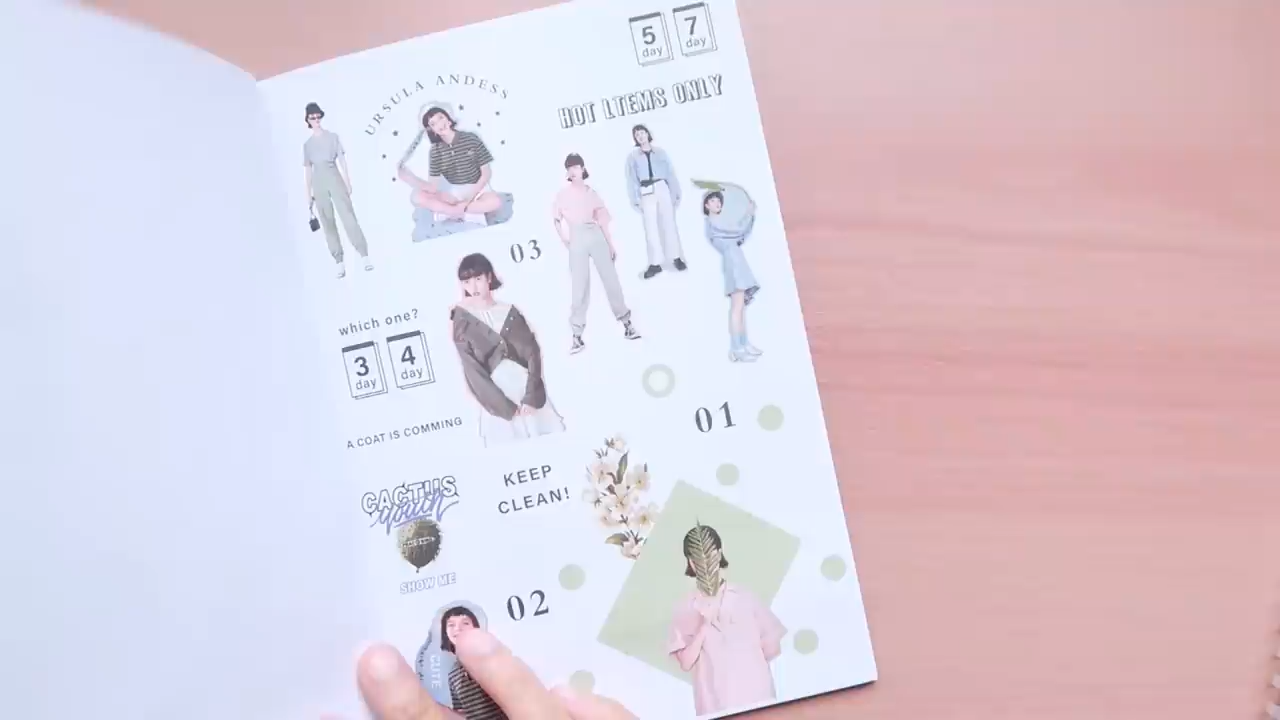 5 day
7 day
URSULA ANDESS
HOT LTEMS ONLY
03
which one?
3 day
4 day
A COAT IS COMMING
01
KEEP
CLEAN!
CACTUS
youth
SHOW ME
02
CUTE